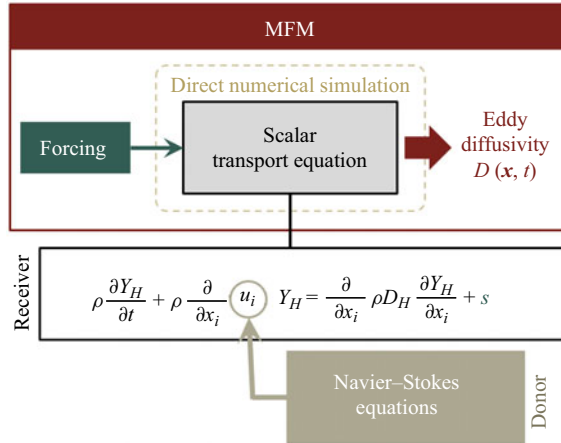 MFM
Direct numerical simulation
Forcing
Scalar
transport equation
Eddy
diffusivity
D (x, t)
Receiver
ρ ∂Y_H/∂t + ρ ∂/∂x_i u_i Y_H = ∂/∂x_i ρD_H ∂Y_H/∂x_i + s
Navier–Stokes
equations
Donor